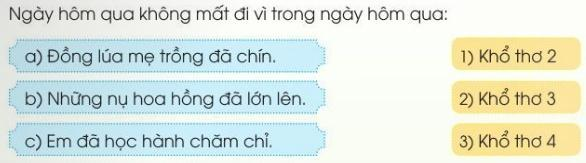 Ngày hôm qua không mất đi vì trong ngày hôm qua:
a) Đồng lúa mẹ trồng đã chín. 1) Khổ thơ 2
b) Những nụ hoa hồng đã lớn lên. 2) Khổ thơ 3
c) Em đã học hành chăm chỉ. 3) Khổ thơ 4